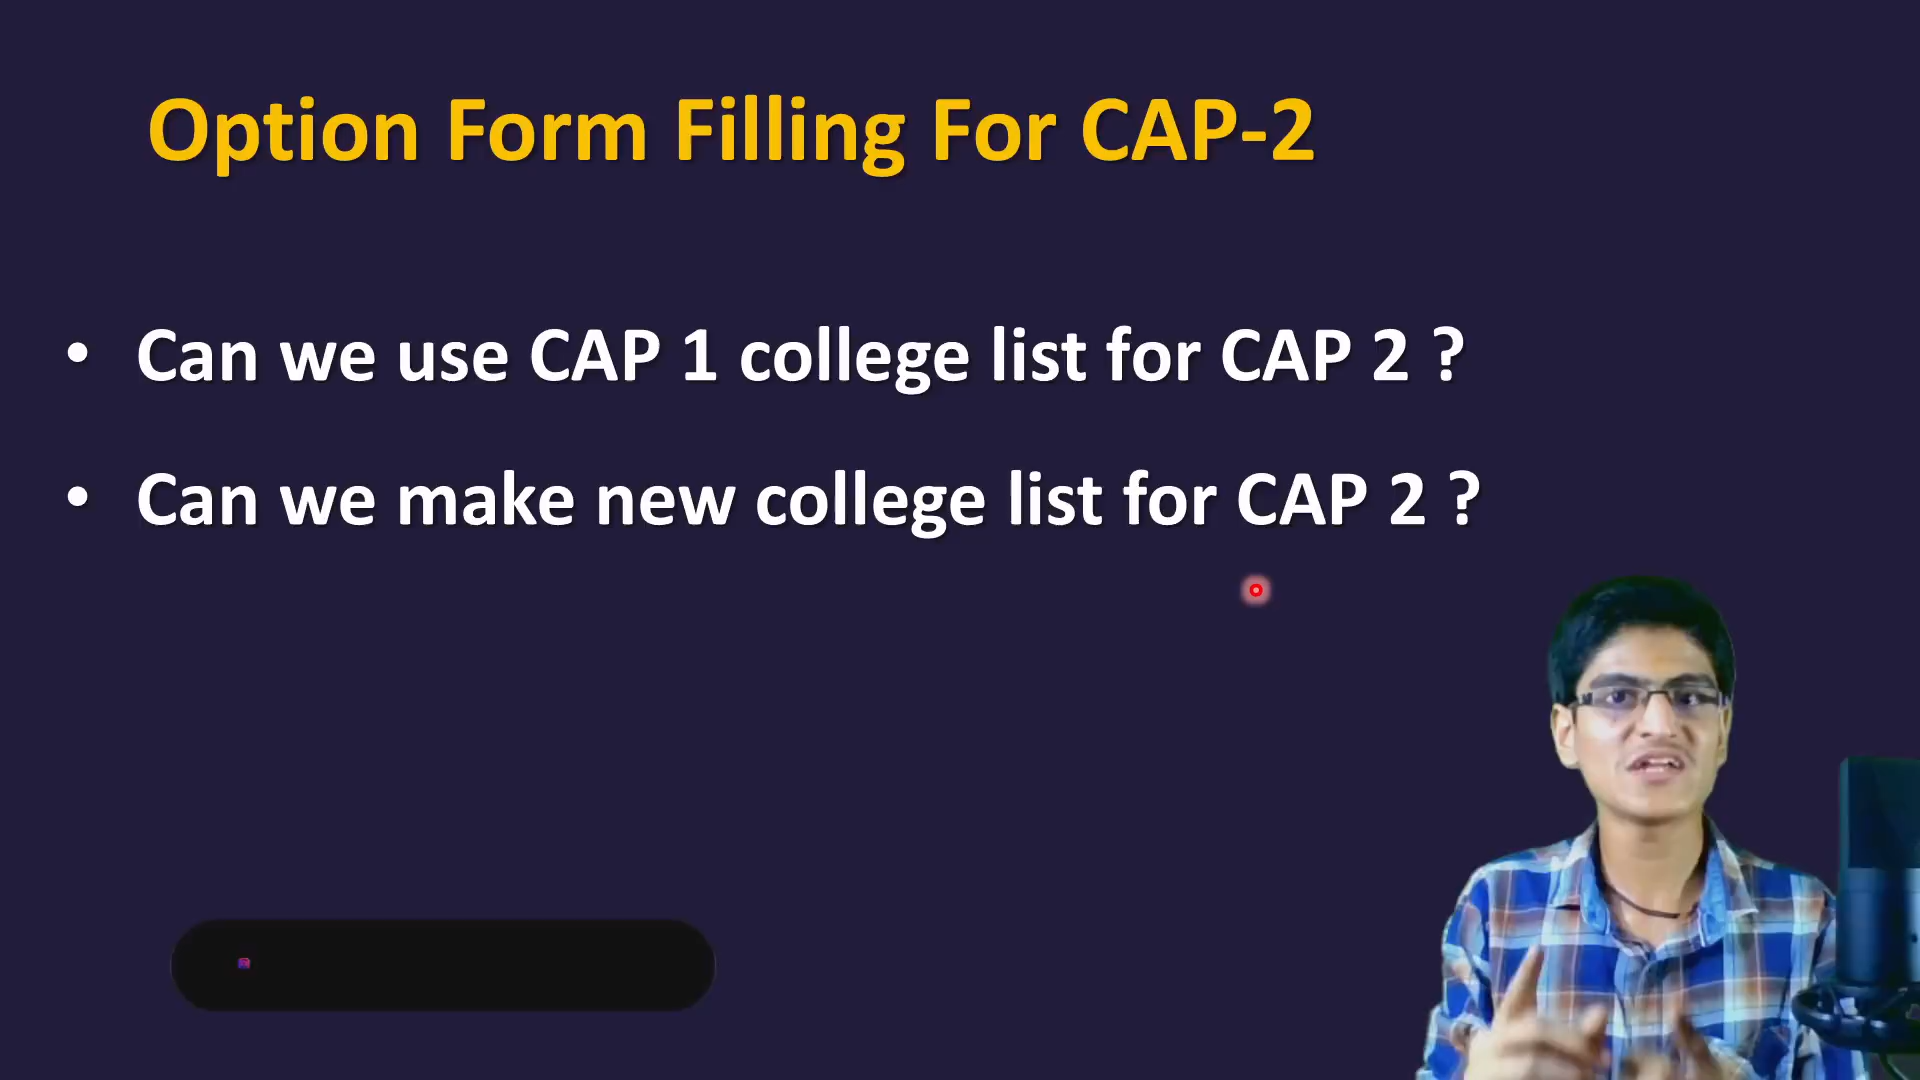 Option Form Filling For CAP-2
• Can we use CAP 1 college list for CAP 2 ?
• Can we make new college list for CAP 2 ?